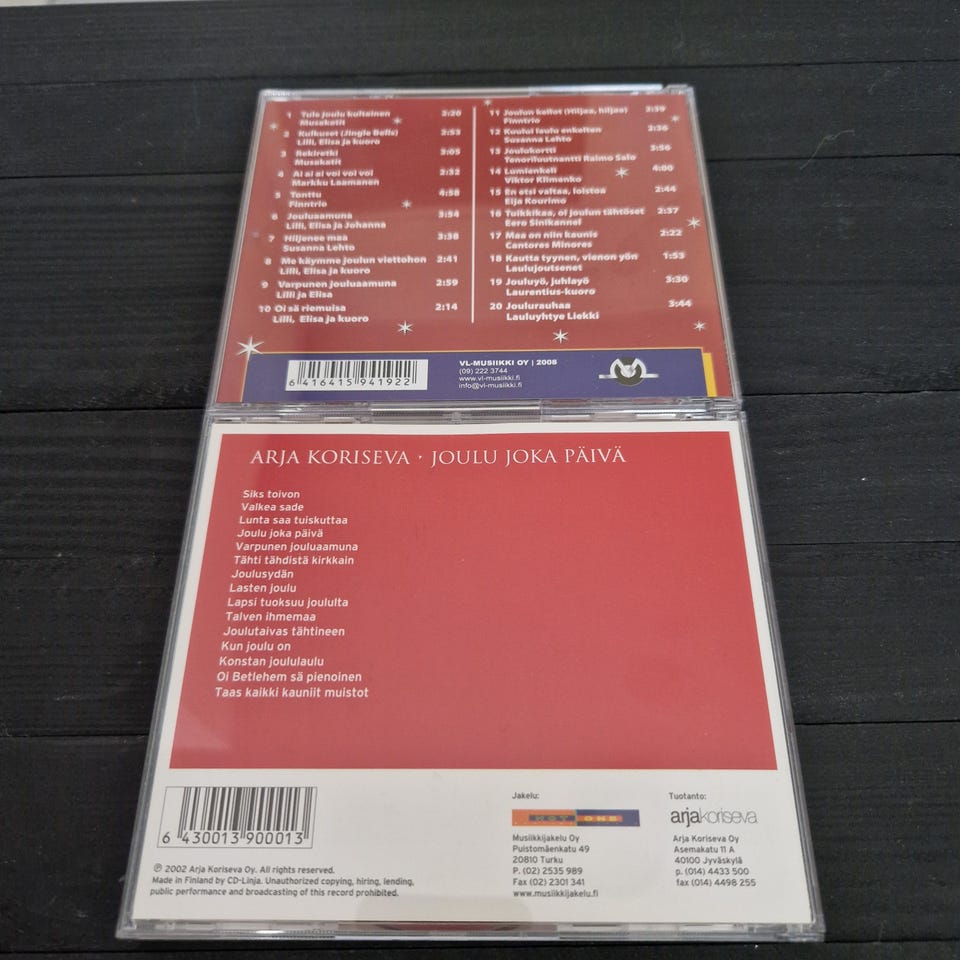 1 Tule joulu kultainen 3:20
Musakatit
2 Kulkuset (Jingle Bells) 2:53
Lilli, Elisa ja kuoro
3 Rekiretki 3:05
Musakatit
4 Ai ai ai voi voi voi 2:32
Markku Laamanen
5 Tonttu 4:58
Finntrio
6 Jouluaamuna 3:54
Lilli, Elisa ja Johanna
7 Hiljenee maa 3:38
Susanna Lehto
8 Me käymme joulun viettohon 2:41
Lilli, Elisa ja kuoro
9 Varpunen jouluaamuna 2:59
Lilli ja Elisa
10 Oi sä riemuisa 2:14
Lilli, Elisa ja kuoro
11 Joulun kellot (Hiljaa, hiljaa) 2:39
Finntrio
12 Kuului laulu enkelten 3:36
Susanna Lehto
13 Joulukortti 3:56
Tenoriluutnantti Raimo Salo
14 Lumienkeli 4:00
Viktor Klimenko
15 En etsi valtaa, loistoa 2:44
Eija Kourimo
16 Tuikkikaa, oi joulun tähtöset 2:37
Eero Sinikannel
17 Maa on niin kaunis 2:22
Cantores Minores
18 Kautta tyynen, vienon yön 1:53
Laulujoutsenet
19 Jouluyö, juhlayö 3:30
Laurentius-kuoro
20 Joulurauhaa 3:44
Lauluyhtye Liekki
6 416415 941922
VL-MUSIIKKI OY | 2008
(09) 222 3744
www.vl-musiikki.fi
info@vl-musiikki.fi
ARJA KORISEVA · JOULU JOKA PÄIVÄ
Siks toivon
Valkea sade
Lunta saa tuiskuttaa
Joulu joka päivä
Varpunen jouluaamuna
Tähti tähdistä kirkkain
Joulusydän
Lasten joulu
Lapsi tuoksuu joululta
Talven ihmemaa
Joulutaivas tähtineen
Kun joulu on
Konstan joululaulu
Oi Betlehem sä pienoinen
Taas kaikki kauniit muistot
6 430013 900013
℗ 2002 Arja Koriseva Oy. All rights reserved.
Made in Finland by CD-Linja. Unauthorized copying, hiring, lending,
public performance and broadcasting of this record prohibited.
Jakelu:
HOT ONE
Musiikkijakelu Oy
Puistomäenkatu 49
20810 Turku
P. (02) 2535 989
Fax (02) 2301 341
www.musiikkijakelu.fi
Tuotanto:
arjakoriseva
Arja Koriseva Oy
Asemakatu 11 A
40100 Jyväskylä
p. (014) 4433 500
fax (014) 4498 255